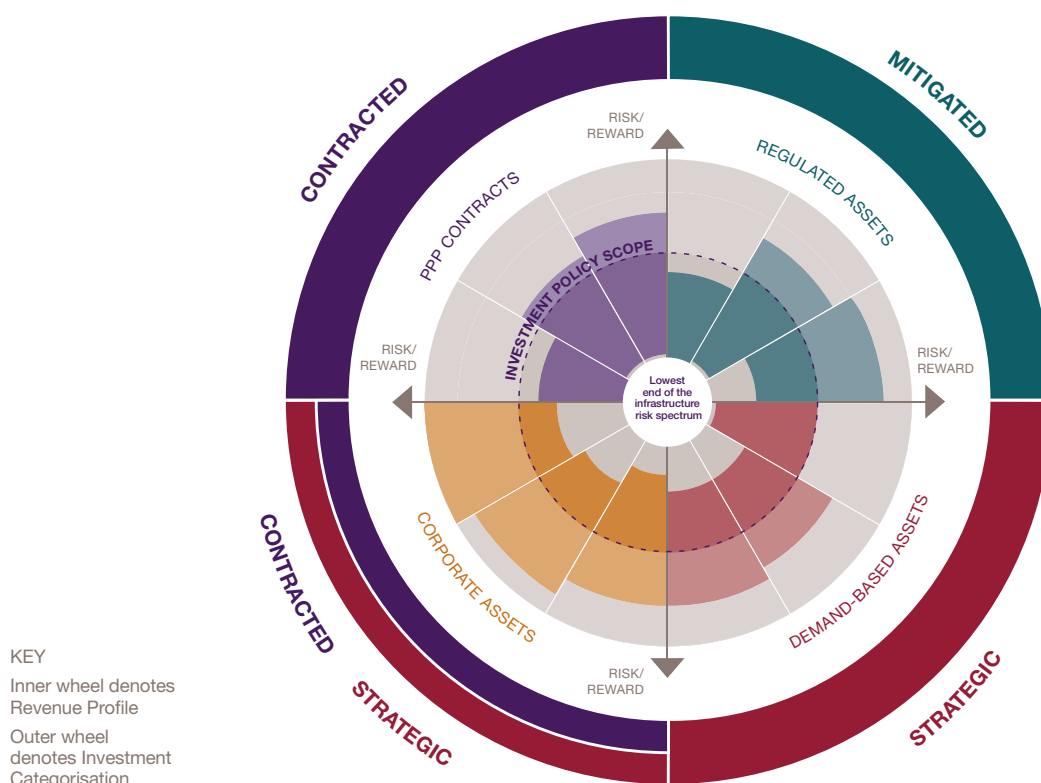 CONTRACTED
MITIGATED
RISK/
REWARD
REGULATED ASSETS
PPP CONTRACTS
INVESTMENT POLICY SCOPE
RISK/
REWARD
RISK/
REWARD
Lowest
end of the
infrastructure
risk spectrum
CORPORATE ASSETS
DEMAND-BASED ASSETS
CONTRACTED
STRATEGIC
RISK/
REWARD
STRATEGIC
KEY
Inner wheel denotes
Revenue Profile
Outer wheel
denotes Investment
Categorisation